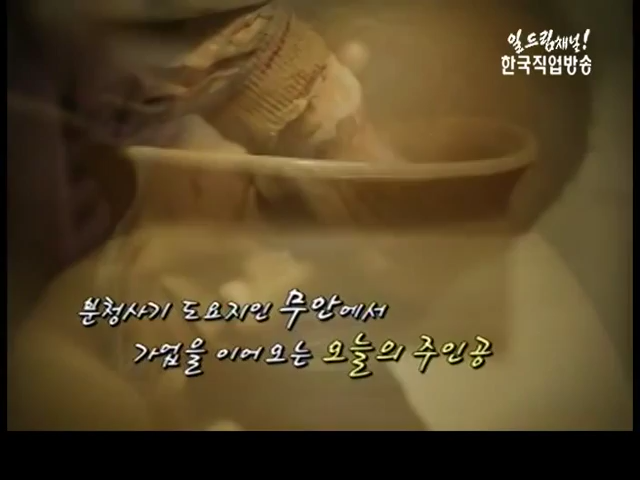 일드림채널!
한국직업방송
분청사기 도요지인 무안에서
가업을 이어오는 오늘의 주인공